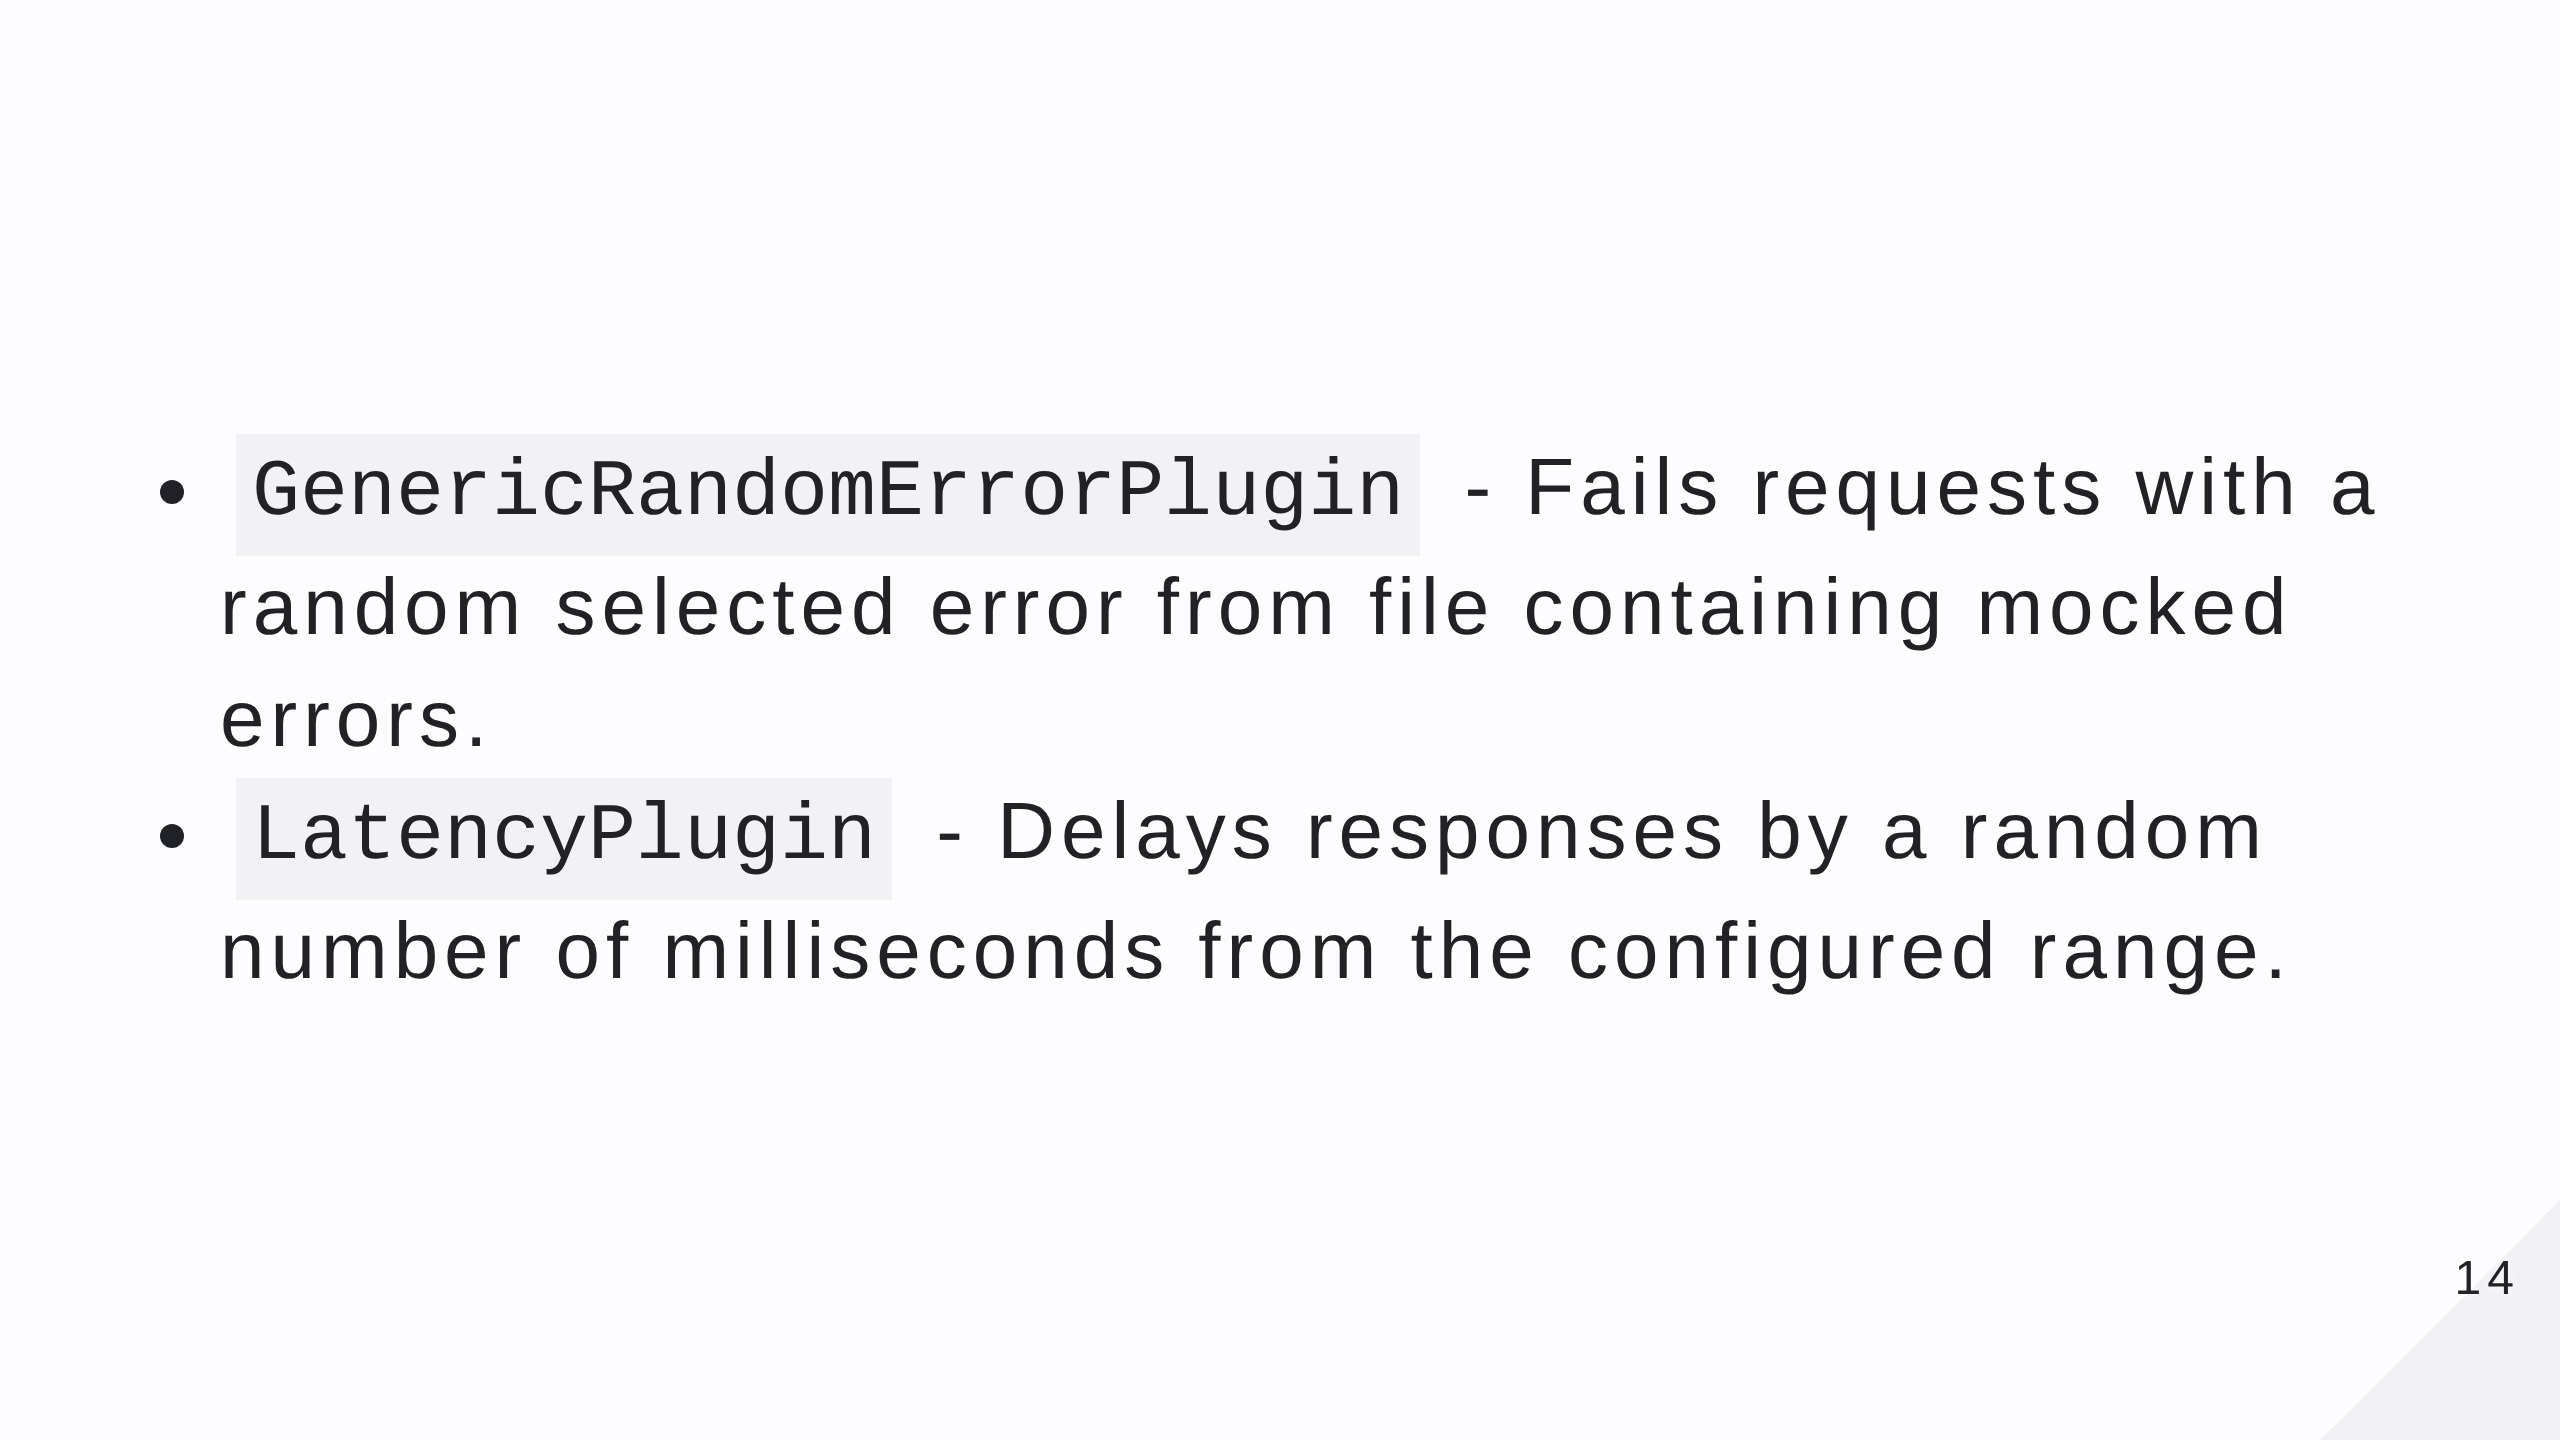 • GenericRandomErrorPlugin - Fails requests with a
random selected error from file containing mocked
errors.
• LatencyPlugin - Delays responses by a random
number of milliseconds from the configured range.
14